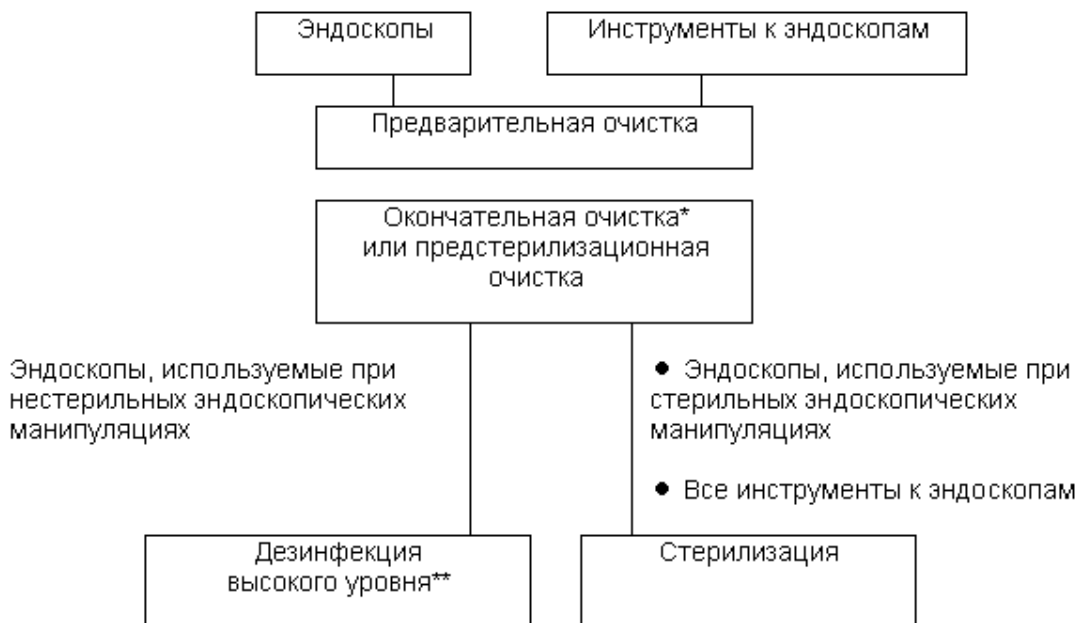 Эндоскопы
Инструменты к эндоскопам
Предварительная очистка
Окончательная очистка*
или предстерилизационная
очистка
Эндоскопы, используемые при
нестерильных эндоскопических
манипуляциях
● Эндоскопы, используемые при
стерильных эндоскопических
манипуляциях
● Все инструменты к эндоскопам
Дезинфекция
высокого уровня**
Стерилизация